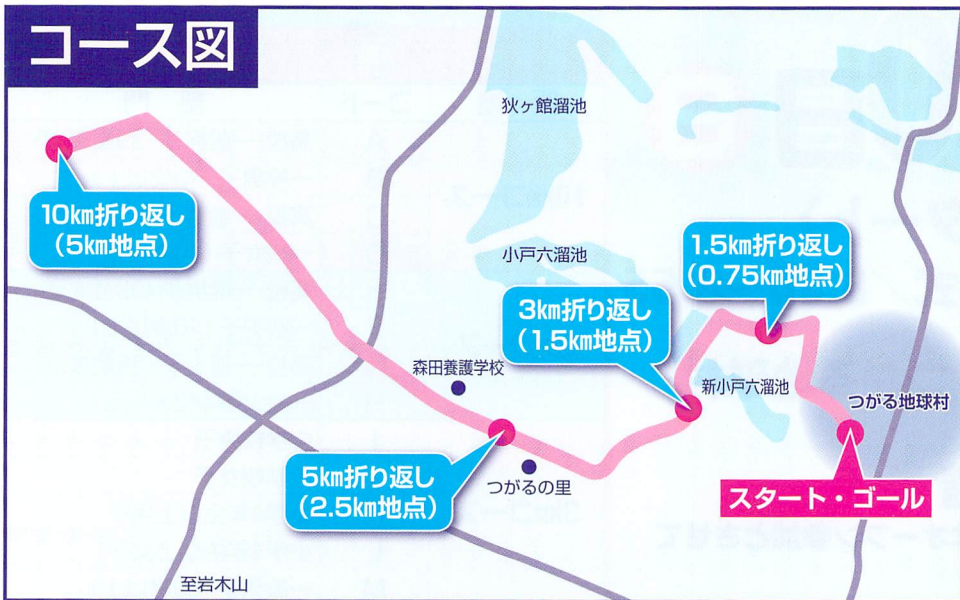 コース図
狄ヶ館溜池
10km折り返し
(5km地点)
小戸六溜池
1.5km折り返し
(0.75km地点)
3km折り返し
(1.5km地点)
森田養護学校
新小戸六溜池
つがる地球村
5km折り返し
(2.5km地点)
つがるの里
スタート・ゴール
至岩木山